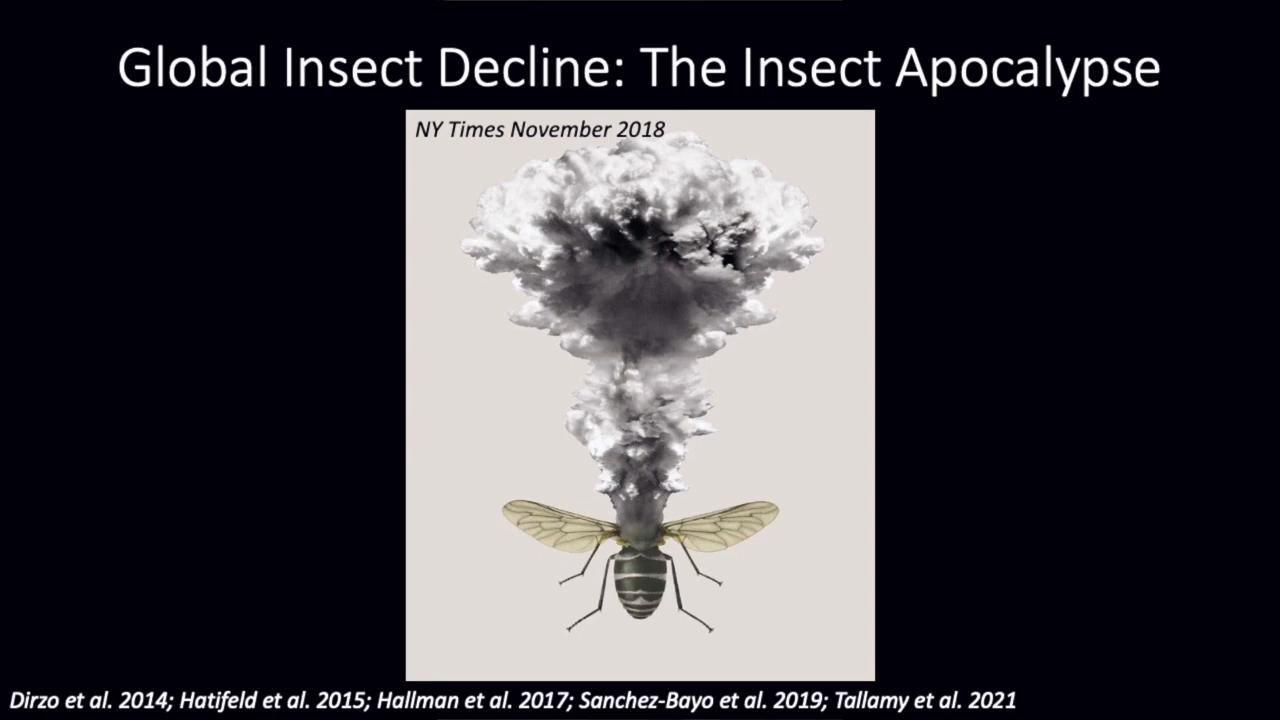 Global Insect Decline: The Insect Apocalypse
NY Times November 2018
Dirzo et al. 2014; Hatifeld et al. 2015; Hallman et al. 2017; Sanchez-Bayo et al. 2019; Tallamy et al. 2021